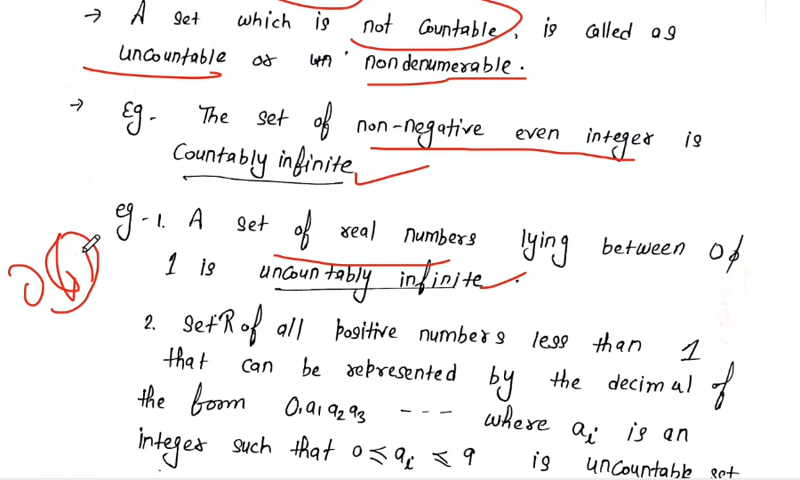 → A set which is not countable, is called as
uncountable or un nondenumerable.
→ Eg- The set of non-negative even integer is
Countably infinite
eg-1. A set of real numbers lying between 0 &
1 is uncountably infinite.
2. Set R of all positive numbers less than 1
that can be represented by the decimal of
the form 0.a1 a2 a3 --- where ai is an
integer such that 0 ≤ ai ≤ 9 is uncountable set